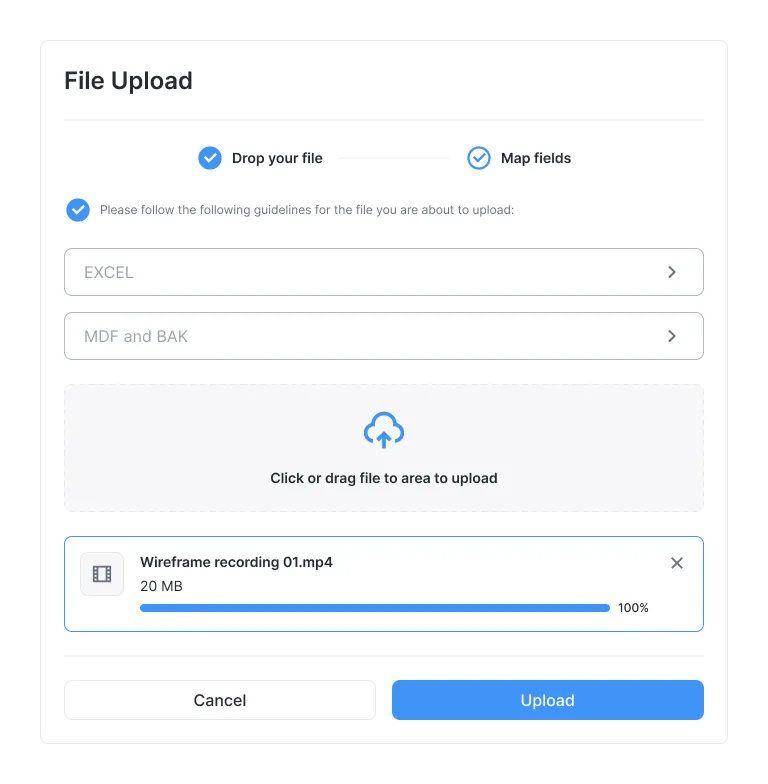 File Upload
Drop your file
Map fields
Please follow the following guidelines for the file you are about to upload:
EXCEL
MDF and BAK
Click or drag file to area to upload
Wireframe recording 01.mp4
20 MB
100%
Cancel
Upload